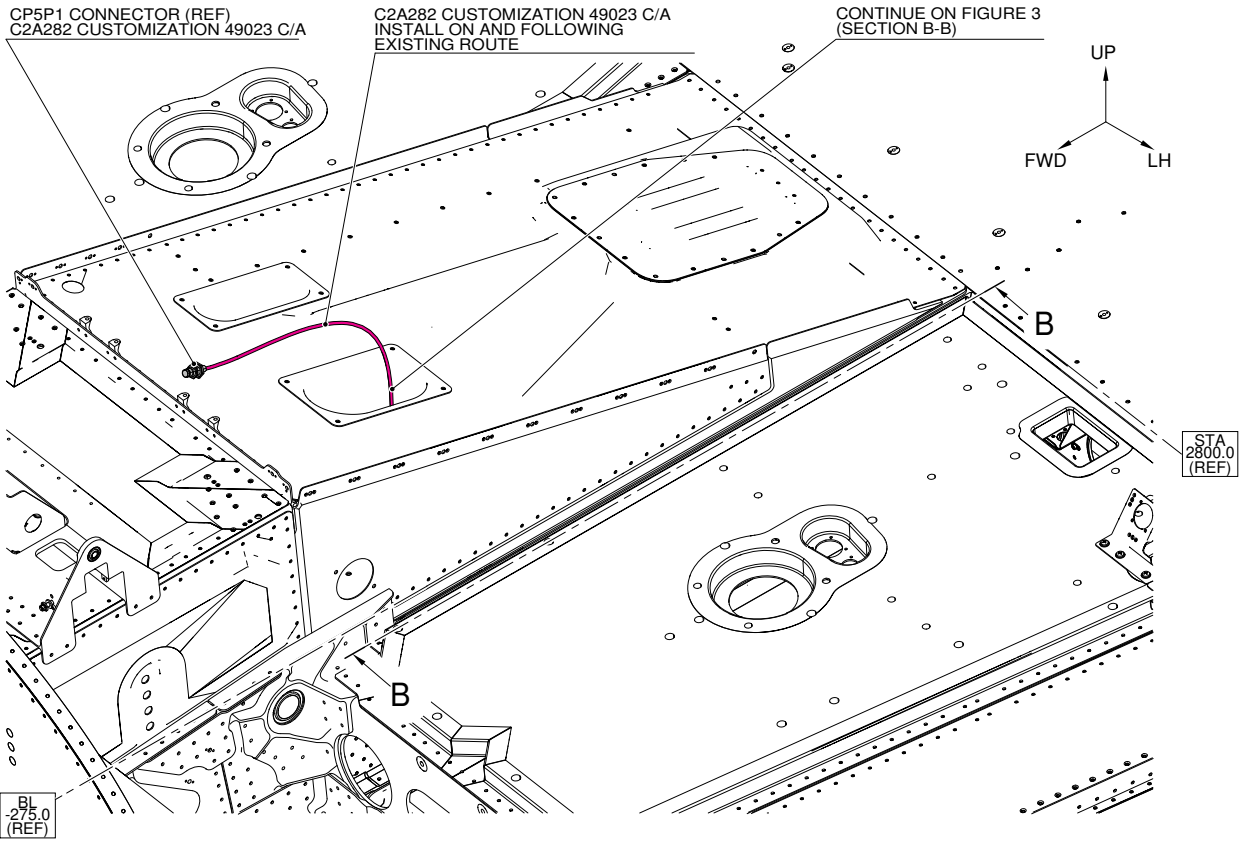 CP5P1 CONNECTOR (REF)
C2A282 CUSTOMIZATION 49023 C/A
C2A282 CUSTOMIZATION 49023 C/A
INSTALL ON AND FOLLOWING
EXISTING ROUTE
CONTINUE ON FIGURE 3
(SECTION B-B)
UP
FWD
LH
B
STA
2800.0
(REF)
B
BL
-275.0
(REF)